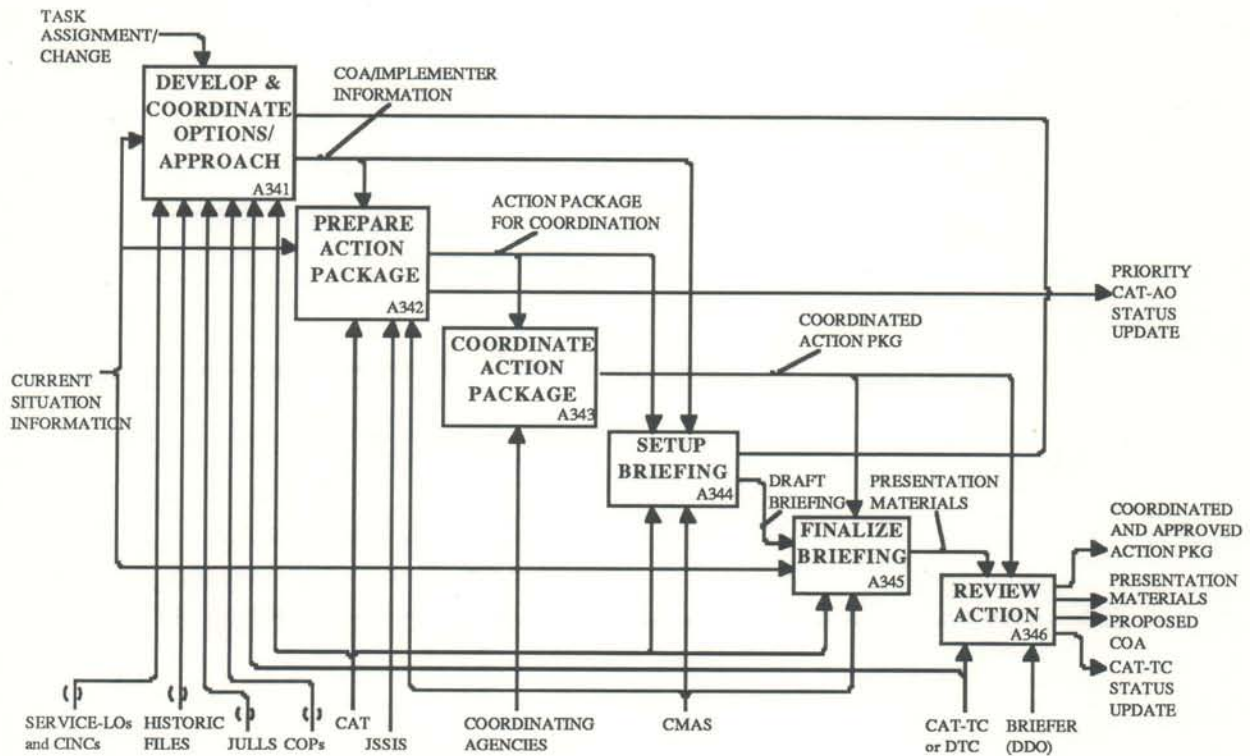 TASK
ASSIGNMENT/
CHANGE
DEVELOP &
COORDINATE
OPTIONS/
APPROACH
A341
COA/IMPLEMENTER
INFORMATION
PREPARE
ACTION
PACKAGE
A342
ACTION PACKAGE
FOR COORDINATION
PRIORITY
CAT-AO
STATUS
UPDATE
COORDINATE
ACTION
PACKAGE
A343
COORDINATED
ACTION PKG
CURRENT
SITUATION
INFORMATION
SETUP
BRIEFING
A344
DRAFT
BRIEFING
PRESENTATION
MATERIALS
FINALIZE
BRIEFING
A345
COORDINATED
AND APPROVED
ACTION PKG
REVIEW
ACTION
A346
PRESENTATION
MATERIALS
PROPOSED
COA
CAT-TC
STATUS
UPDATE
SERVICE-LOs
and CINCs
HISTORIC
FILES
JULLS
COPs
CAT
JSSIS
COORDINATING
AGENCIES
CMAS
CAT-TC
or DTC
BRIEFER
(DDO)